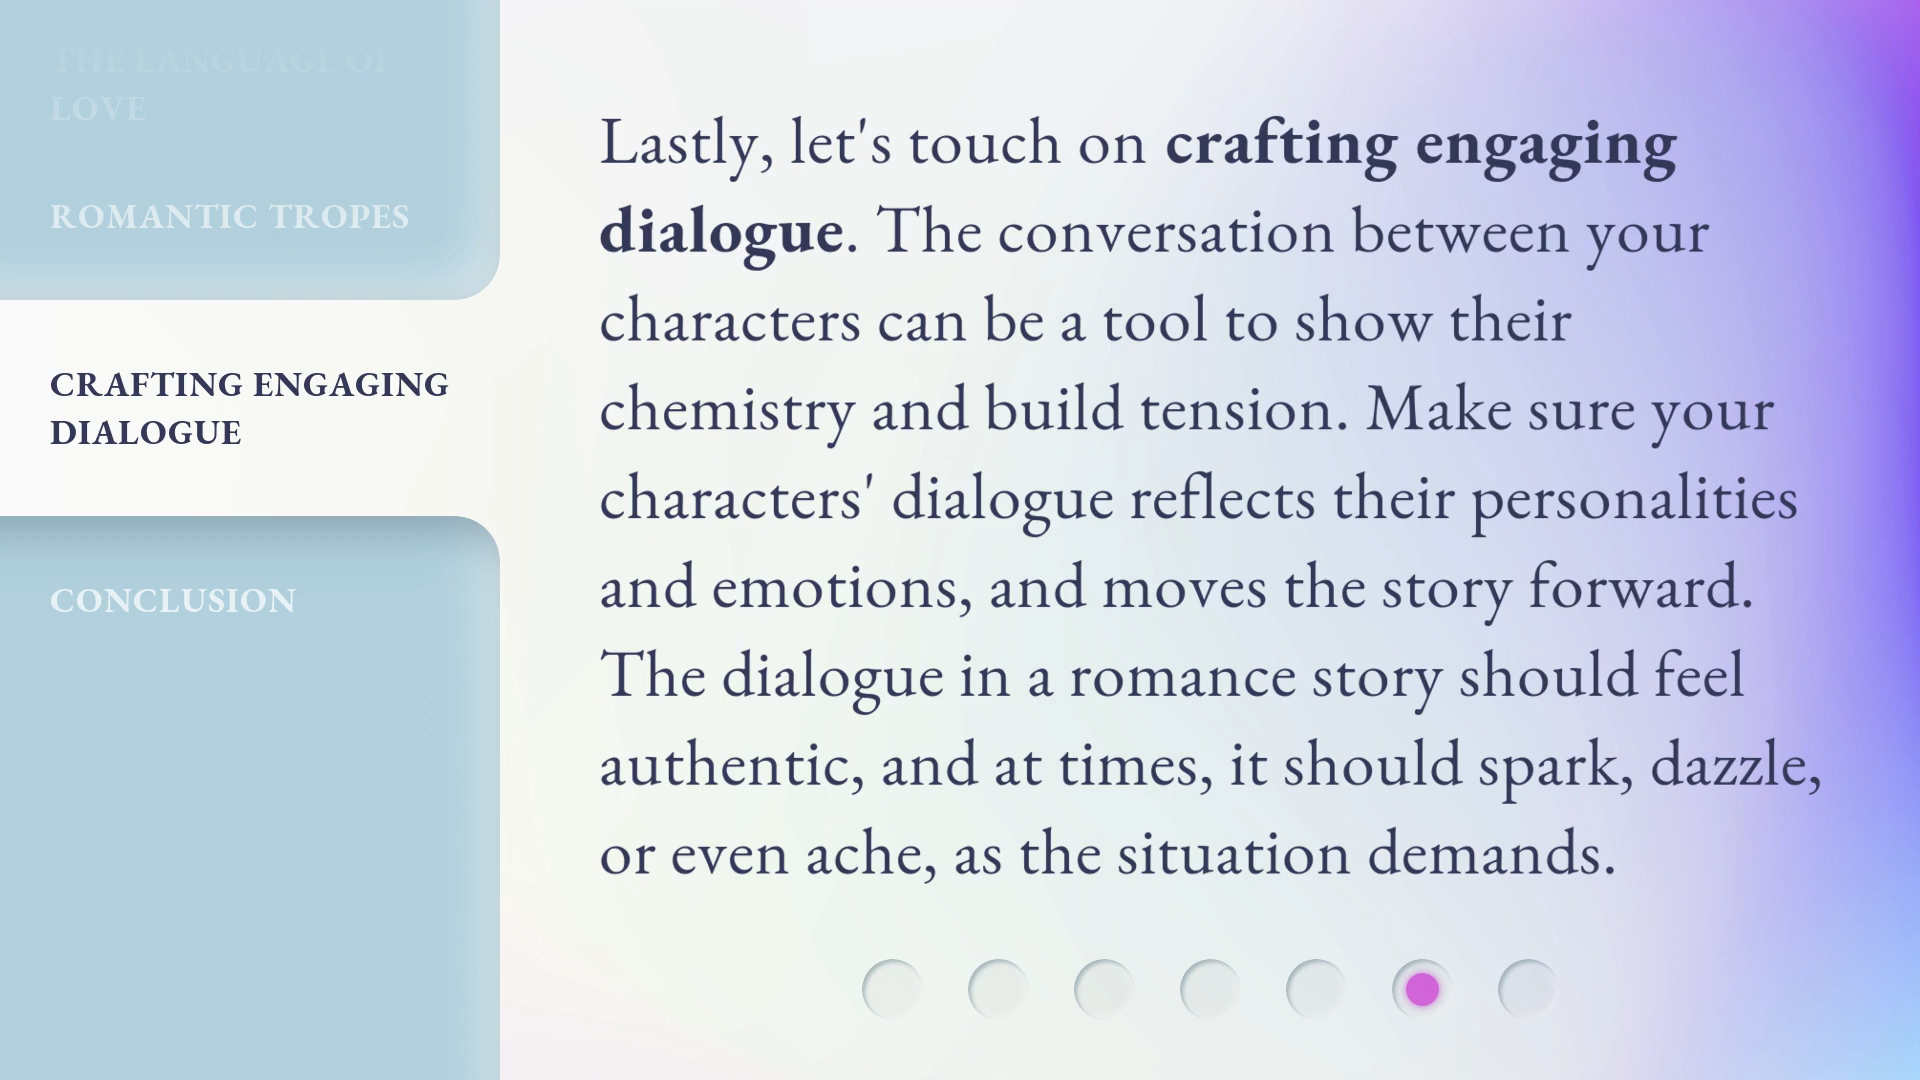 THE LANGUAGE OF
LOVE
ROMANTIC TROPES
CRAFTING ENGAGING
DIALOGUE
CONCLUSION
Lastly, let's touch on crafting engaging
dialogue. The conversation between your
characters can be a tool to show their
chemistry and build tension. Make sure your
characters' dialogue reflects their personalities
and emotions, and moves the story forward.
The dialogue in a romance story should feel
authentic, and at times, it should spark, dazzle,
or even ache, as the situation demands.